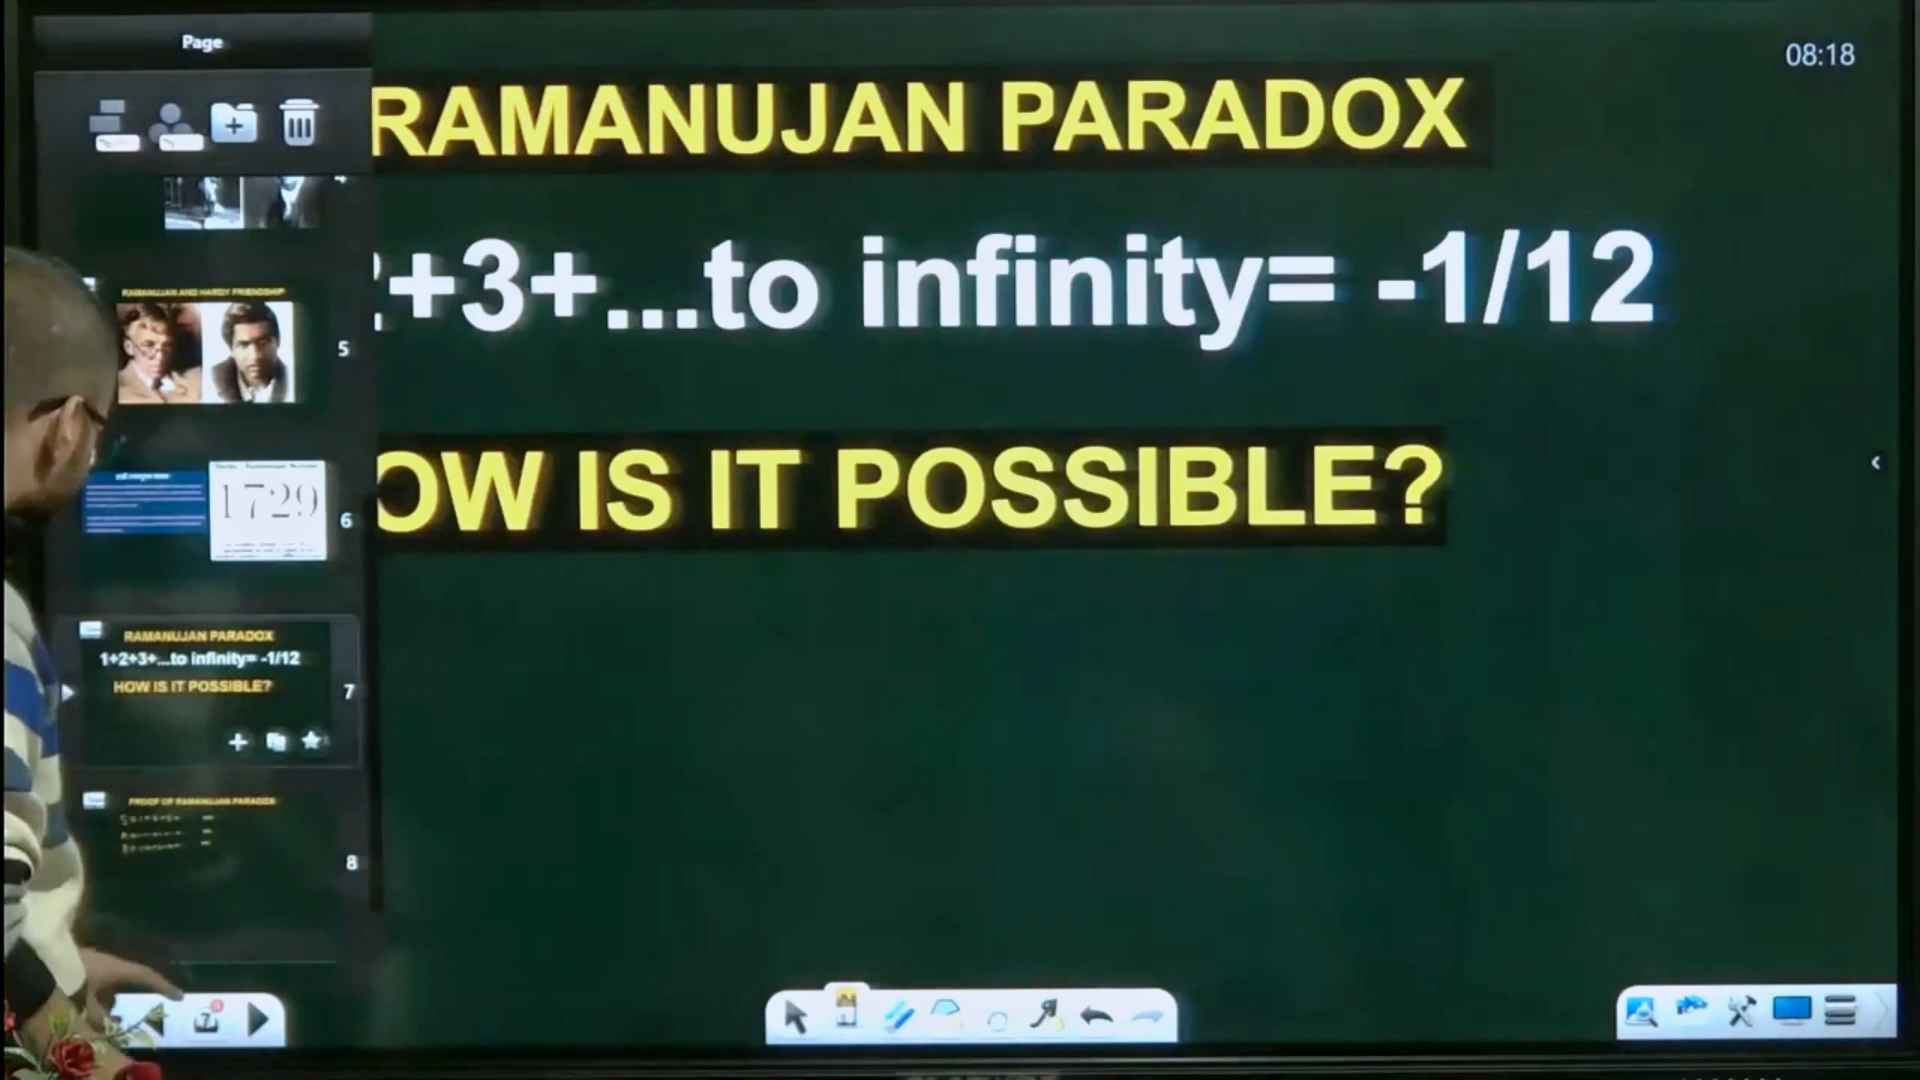 Page
08:18
RAMANUJAN PARADOX
2+3+...to infinity= -1/12
OW IS IT POSSIBLE?
RAMANUJAN AND HARDY FRIENDSHIP
5
1729
6
RAMANUJAN PARADOX
1+2+3+...to infinity= -1/12
HOW IS IT POSSIBLE?
7
PROOF OF RAMANUJAN PARADOX
8
7